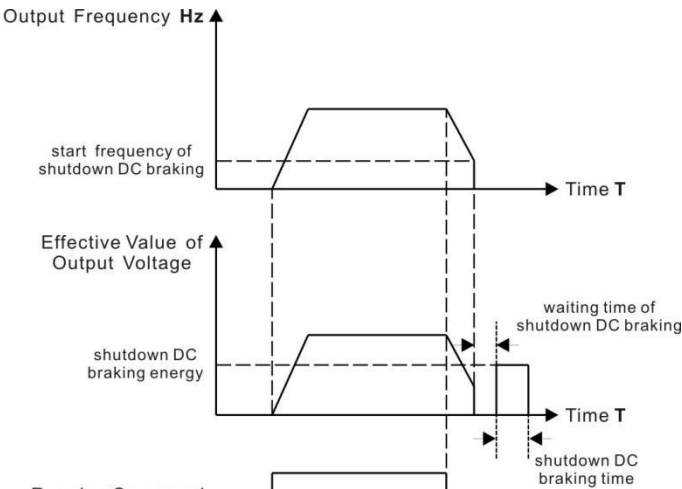 Output Frequency Hz
start frequency of
shutdown DC braking
Time T
Effective Value of
Output Voltage
waiting time of
shutdown DC braking
shutdown DC
braking energy
Time T
shutdown DC
braking time